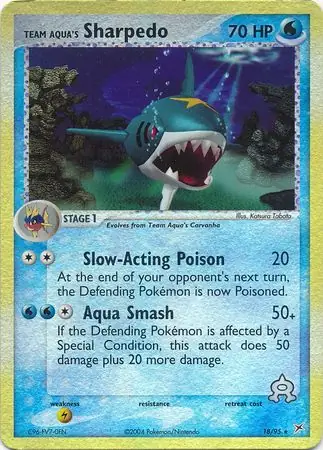 TEAM AQUA'S Sharpedo 70 HP
Illus. Katsura Tabata
STAGE 1
Evolves from Team Aqua's Carvanha
Slow-Acting Poison 20
At the end of your opponent's next turn,
the Defending Pokémon is now Poisoned.
Aqua Smash 50+
If the Defending Pokémon is affected by a
Special Condition, this attack does 50
damage plus 20 more damage.
weakness resistance retreat cost
©2004 Pokémon/Nintendo 18/95